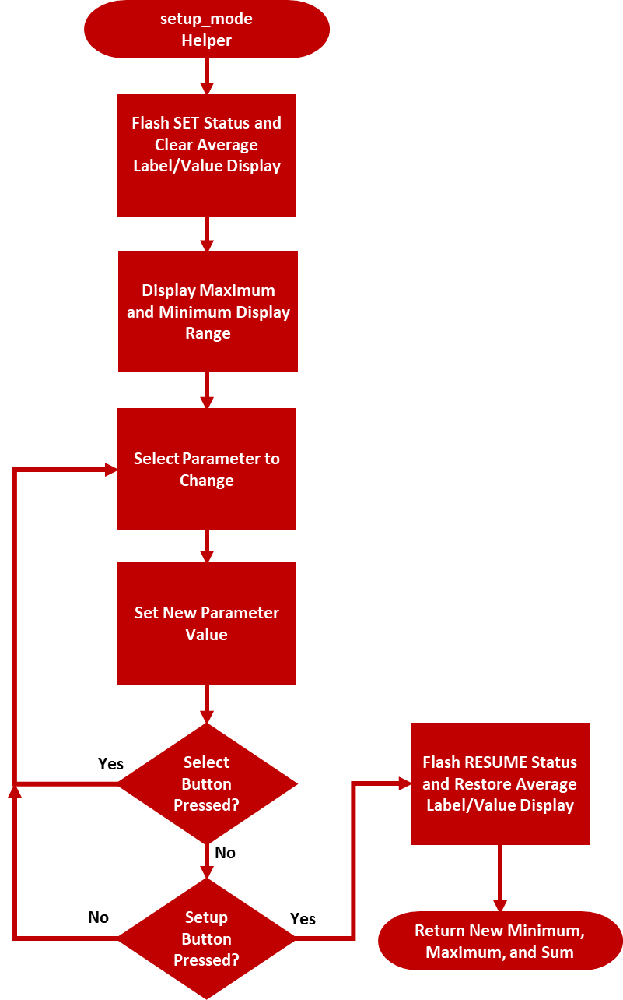 setup_mode
Helper
Flash SET Status and
Clear Average
Label/Value Display
Display Maximum
and Minimum Display
Range
Select Parameter to
Change
Set New Parameter
Value
Select
Button
Pressed?
Yes
No
Setup
Button
Pressed?
No
Yes
Flash RESUME Status
and Restore Average
Label/Value Display
Return New Minimum,
Maximum, and Sum